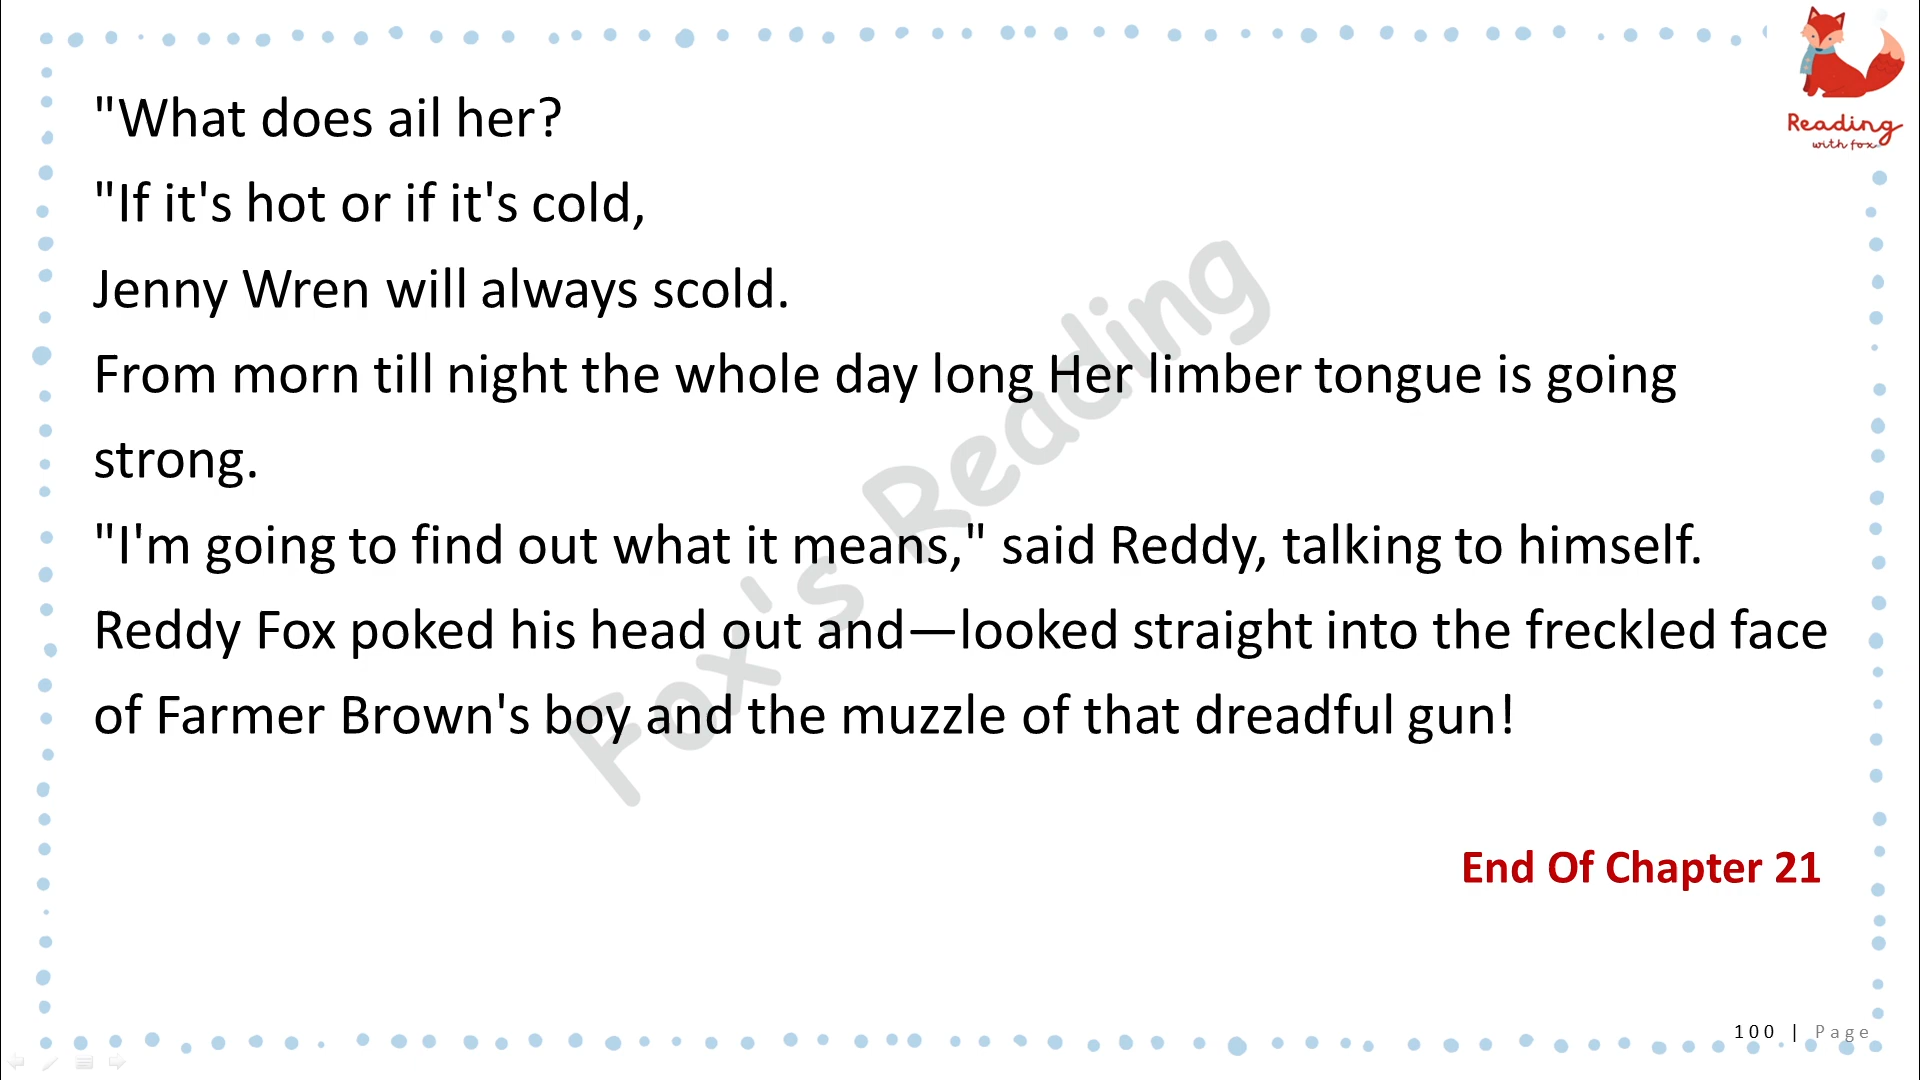 Reading
with fox
"What does ail her?
"If it's hot or if it's cold,
Jenny Wren will always scold.
From morn till night the whole day long Her limber tongue is going
strong.
"I'm going to find out what it means," said Reddy, talking to himself.
Reddy Fox poked his head out and—looked straight into the freckled face
of Farmer Brown's boy and the muzzle of that dreadful gun!
Fox's Reading
End Of Chapter 21
100 | Page